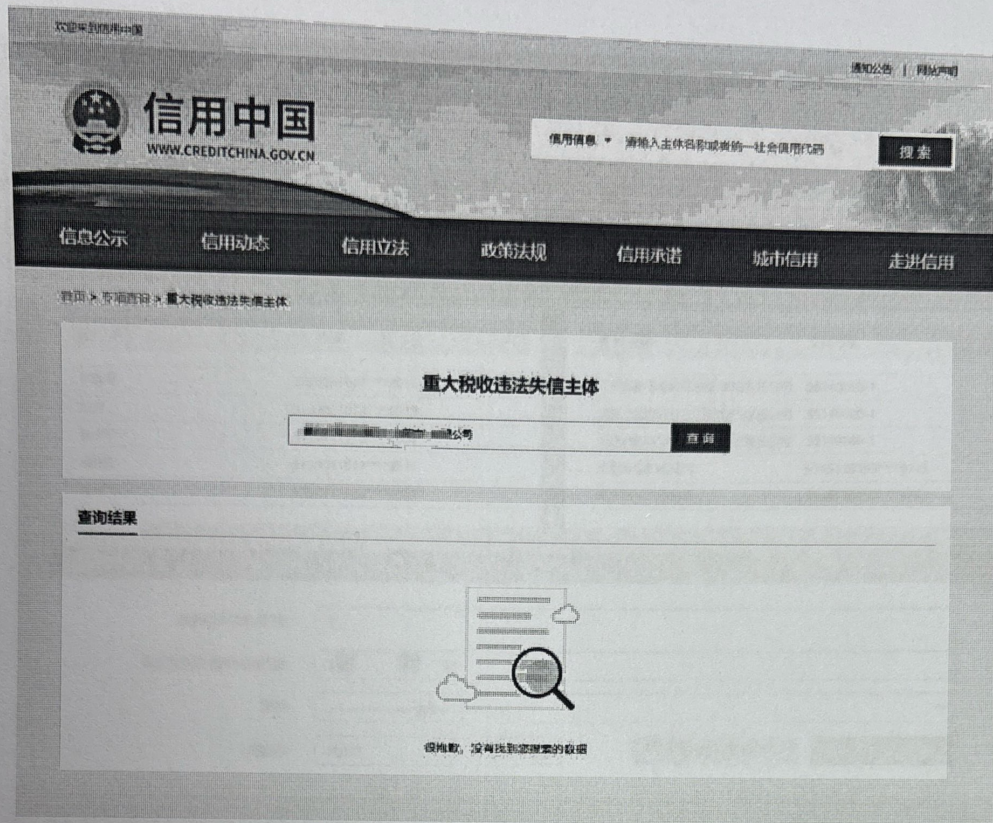 欢迎来到信用中国
通知公告 | 网站声明
信用中国
WWW.CREDITCHINA.GOV.CN
信用信息 请输入主体名称或者统一社会信用代码 搜索
信息公示 信用动态 信用立法 政策法规 信用承诺 城市信用 走进信用
首页 > 专项查询 > 重大税收违法失信主体
重大税收违法失信主体
公司 查询
查询结果
很抱歉，没有找到您搜索的数据